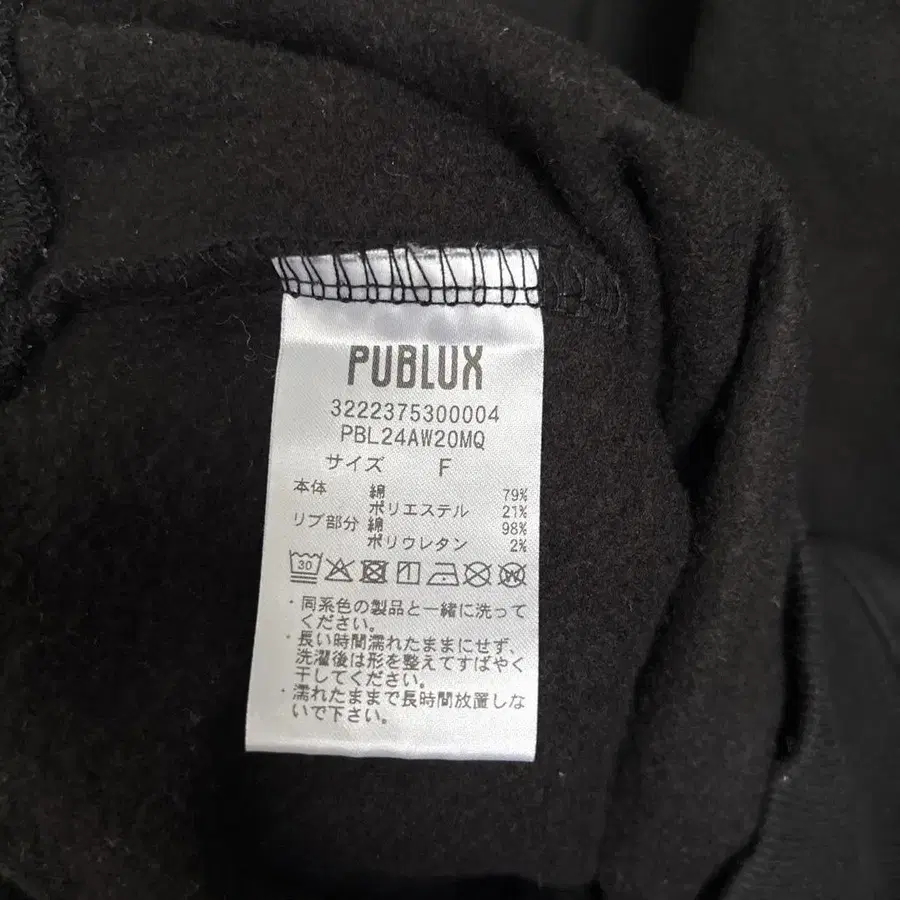 PUBLUX
3222375300004
PBL24AW20MQ
サイズ F
本体 綿 79%
ポリエステル 21%
リブ部分 綿 98%
ポリウレタン 2%
30
・同系色の製品と一緒に洗って
ください。
・長い時間濡れたままにせず、
洗濯後は形を整えてすばやく
干してください。
・濡れたままで長時間放置しな
いで下さい。